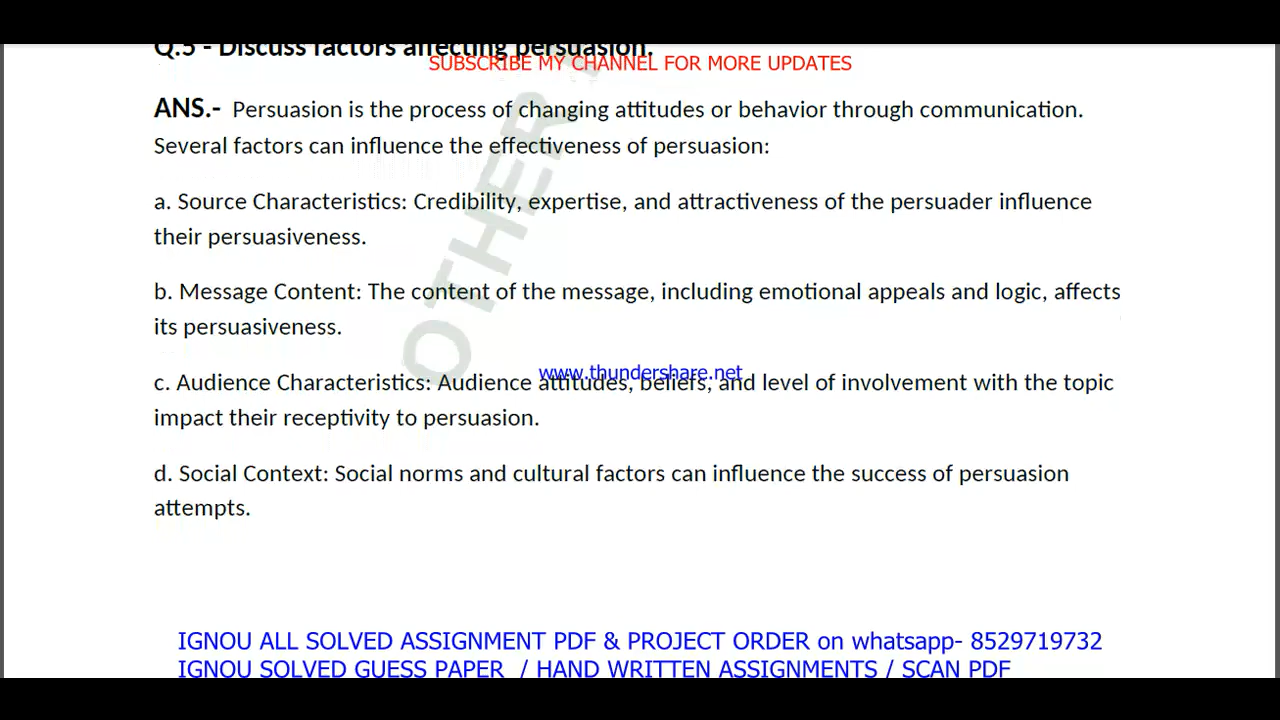 Q.5 - Discuss factors affecting persuasion.
SUBSCRIBE MY CHANNEL FOR MORE UPDATES
ANS.- Persuasion is the process of changing attitudes or behavior through communication.
Several factors can influence the effectiveness of persuasion:
a. Source Characteristics: Credibility, expertise, and attractiveness of the persuader influence
their persuasiveness.
b. Message Content: The content of the message, including emotional appeals and logic, affects
its persuasiveness.
www.thundershare.net
c. Audience Characteristics: Audience attitudes, beliefs, and level of involvement with the topic
impact their receptivity to persuasion.
d. Social Context: Social norms and cultural factors can influence the success of persuasion
attempts.
OTHER
IGNOU ALL SOLVED ASSIGNMENT PDF & PROJECT ORDER on whatsapp- 8529719732
IGNOU SOLVED GUESS PAPER / HAND WRITTEN ASSIGNMENTS / SCAN PDF